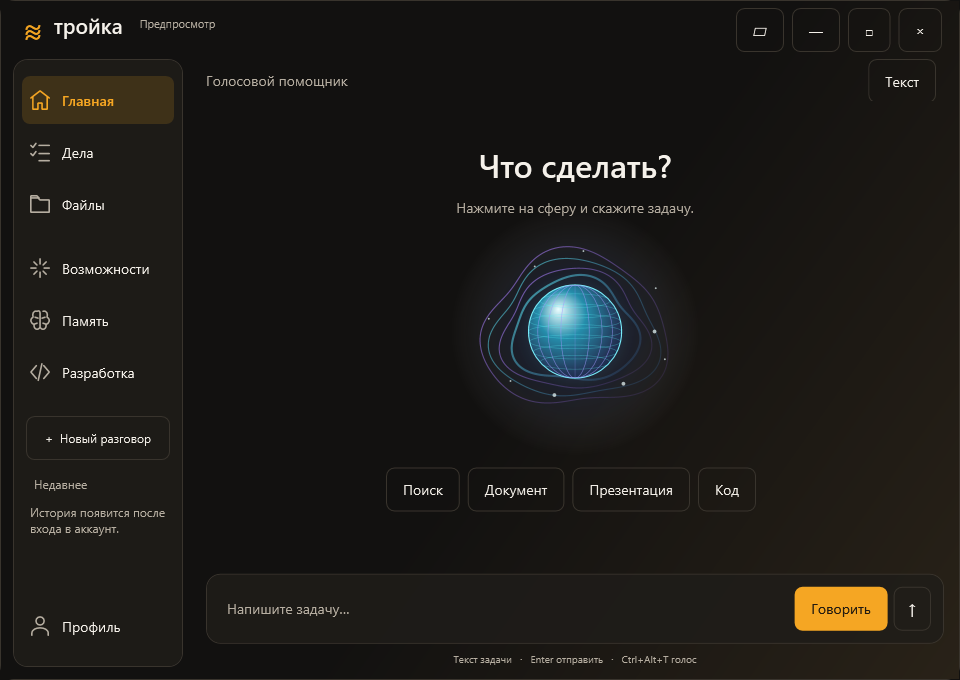 тройка
Предпросмотр
Голосовой помощник
Текст
Главная
Дела
Файлы
Возможности
Память
Разработка
+ Новый разговор
Недавнее
История появится после
входа в аккаунт.
Профиль
Что сделать?
Нажмите на сферу и скажите задачу.
Поиск
Документ
Презентация
Код
Напишите задачу...
Говорить
↑
Текст задачи · Enter отправить · Ctrl+Alt+T голос